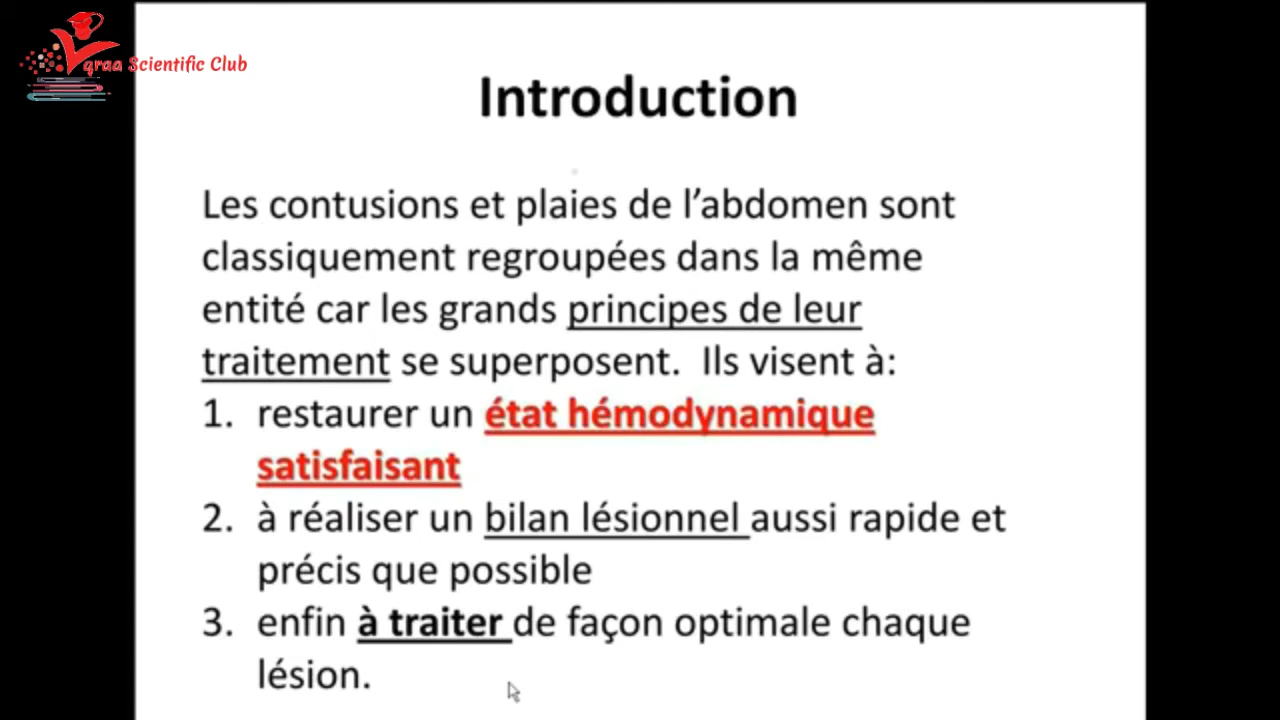 qraa Scientific Club
Introduction
Les contusions et plaies de l’abdomen sont
classiquement regroupées dans la même
entité car les grands principes de leur
traitement se superposent. Ils visent à:
1. restaurer un état hémodynamique
satisfaisant
2. à réaliser un bilan lésionnel aussi rapide et
précis que possible
3. enfin à traiter de façon optimale chaque
lésion.